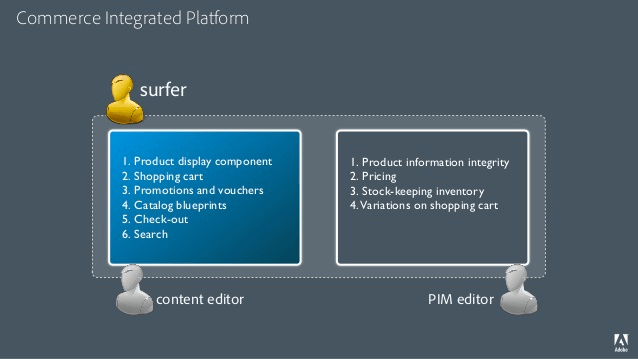 Commerce Integrated Platform
surfer
1. Product display component
2. Shopping cart
3. Promotions and vouchers
4. Catalog blueprints
5. Check-out
6. Search
1. Product information integrity
2. Pricing
3. Stock-keeping inventory
4. Variations on shopping cart
content editor
PIM editor
Adobe